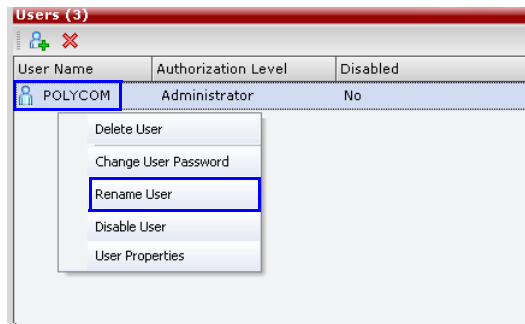 Users (3)
User Name Authorization Level Disabled
POLYCOM Administrator No
Delete User
Change User Password
Rename User
Disable User
User Properties